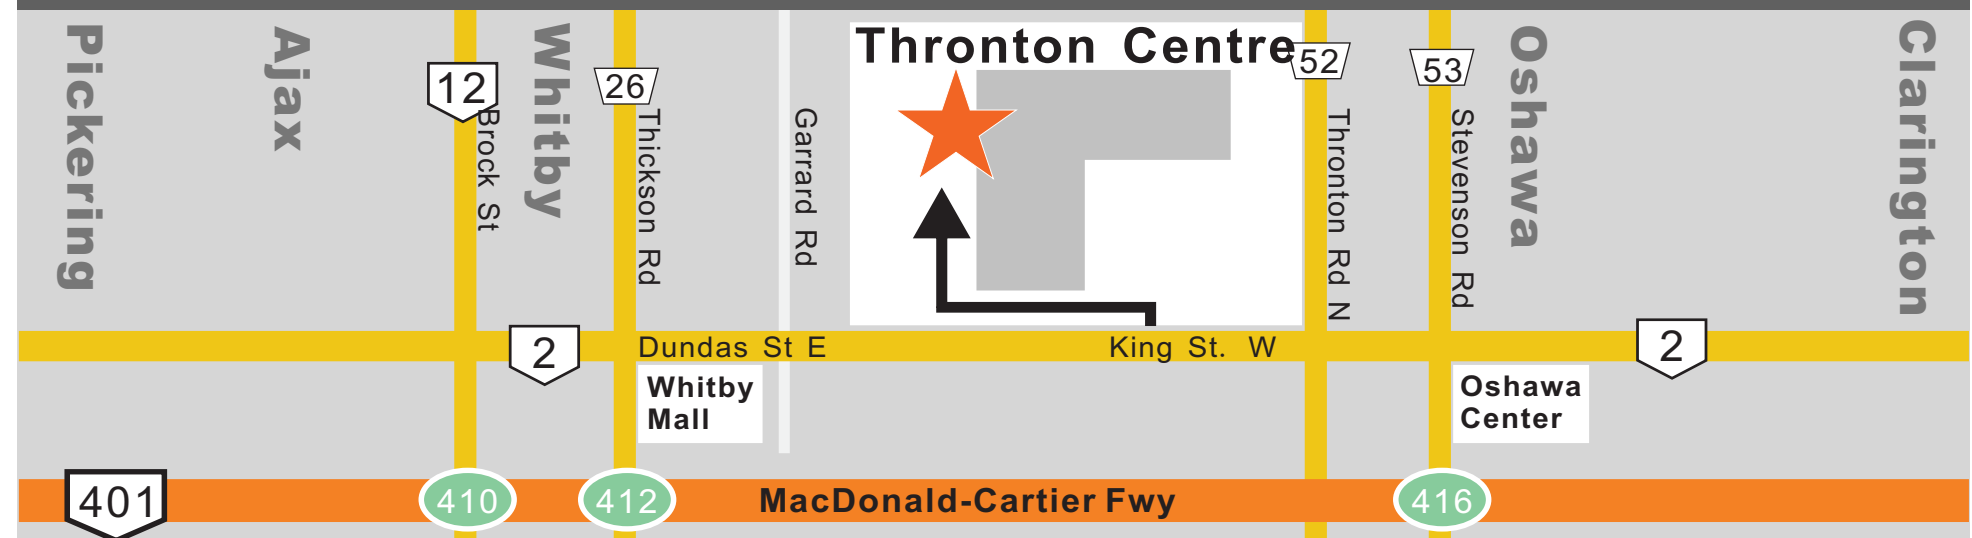 Pickering
Ajax
12
Brock St
Whitby
26
Thickson Rd
Garrard Rd
Thronton Centre
52
Thronton Rd N
53
Stevenson Rd
Oshawa
Clarington
2
Dundas St E
King St. W
2
Whitby
Mall
Oshawa
Center
401
410
412
MacDonald-Cartier Fwy
416